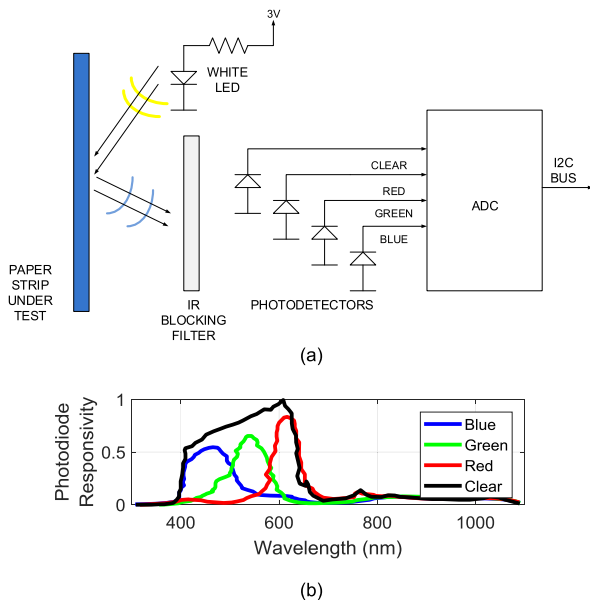 3V
WHITE
LED
CLEAR
RED
GREEN
BLUE
ADC
I2C
BUS
PAPER
STRIP
UNDER
TEST
IR
BLOCKING
FILTER
PHOTODETECTORS
(a)
Photodiode
Responsivity
1
0.5
0
Blue
Green
Red
Clear
400 600 800 1000
Wavelength (nm)
(b)